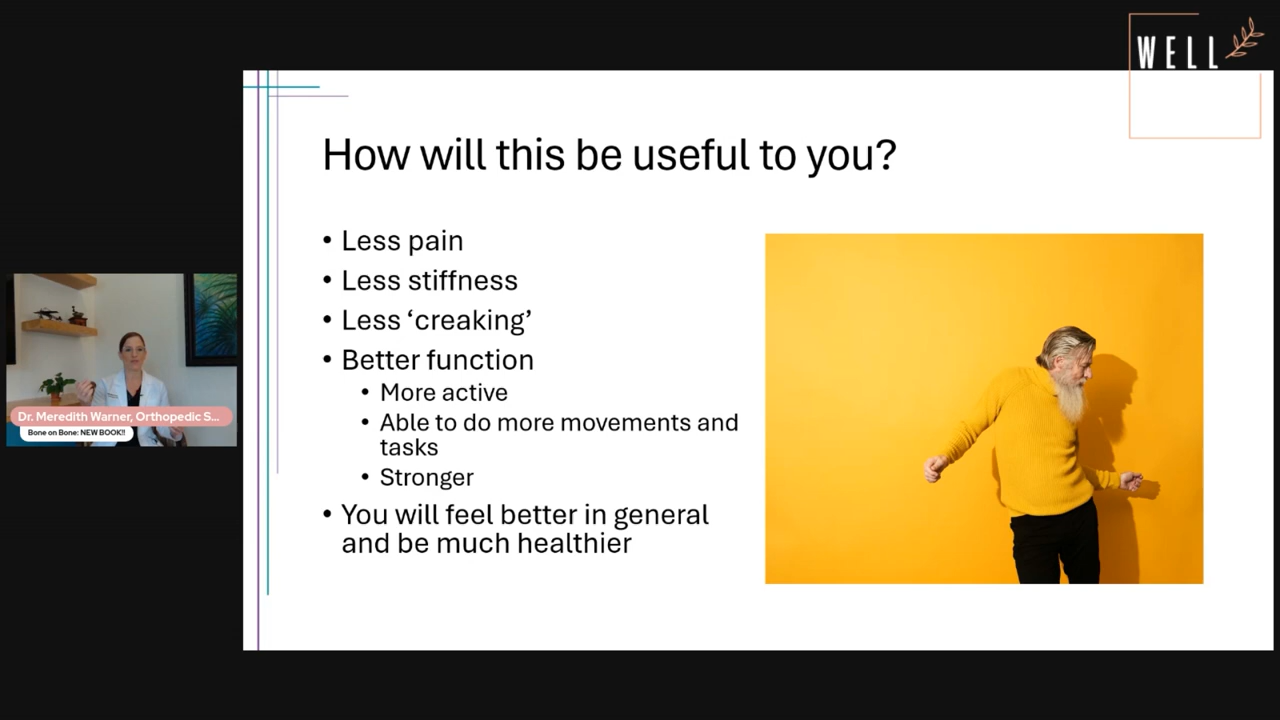 WELL
How will this be useful to you?
• Less pain
• Less stiffness
• Less ‘creaking’
• Better function
• More active
• Able to do more movements and
tasks
• Stronger
• You will feel better in general
and be much healthier
Dr. Meredith Warner, Orthopedic S...
Bone on Bone: NEW BOOK!!